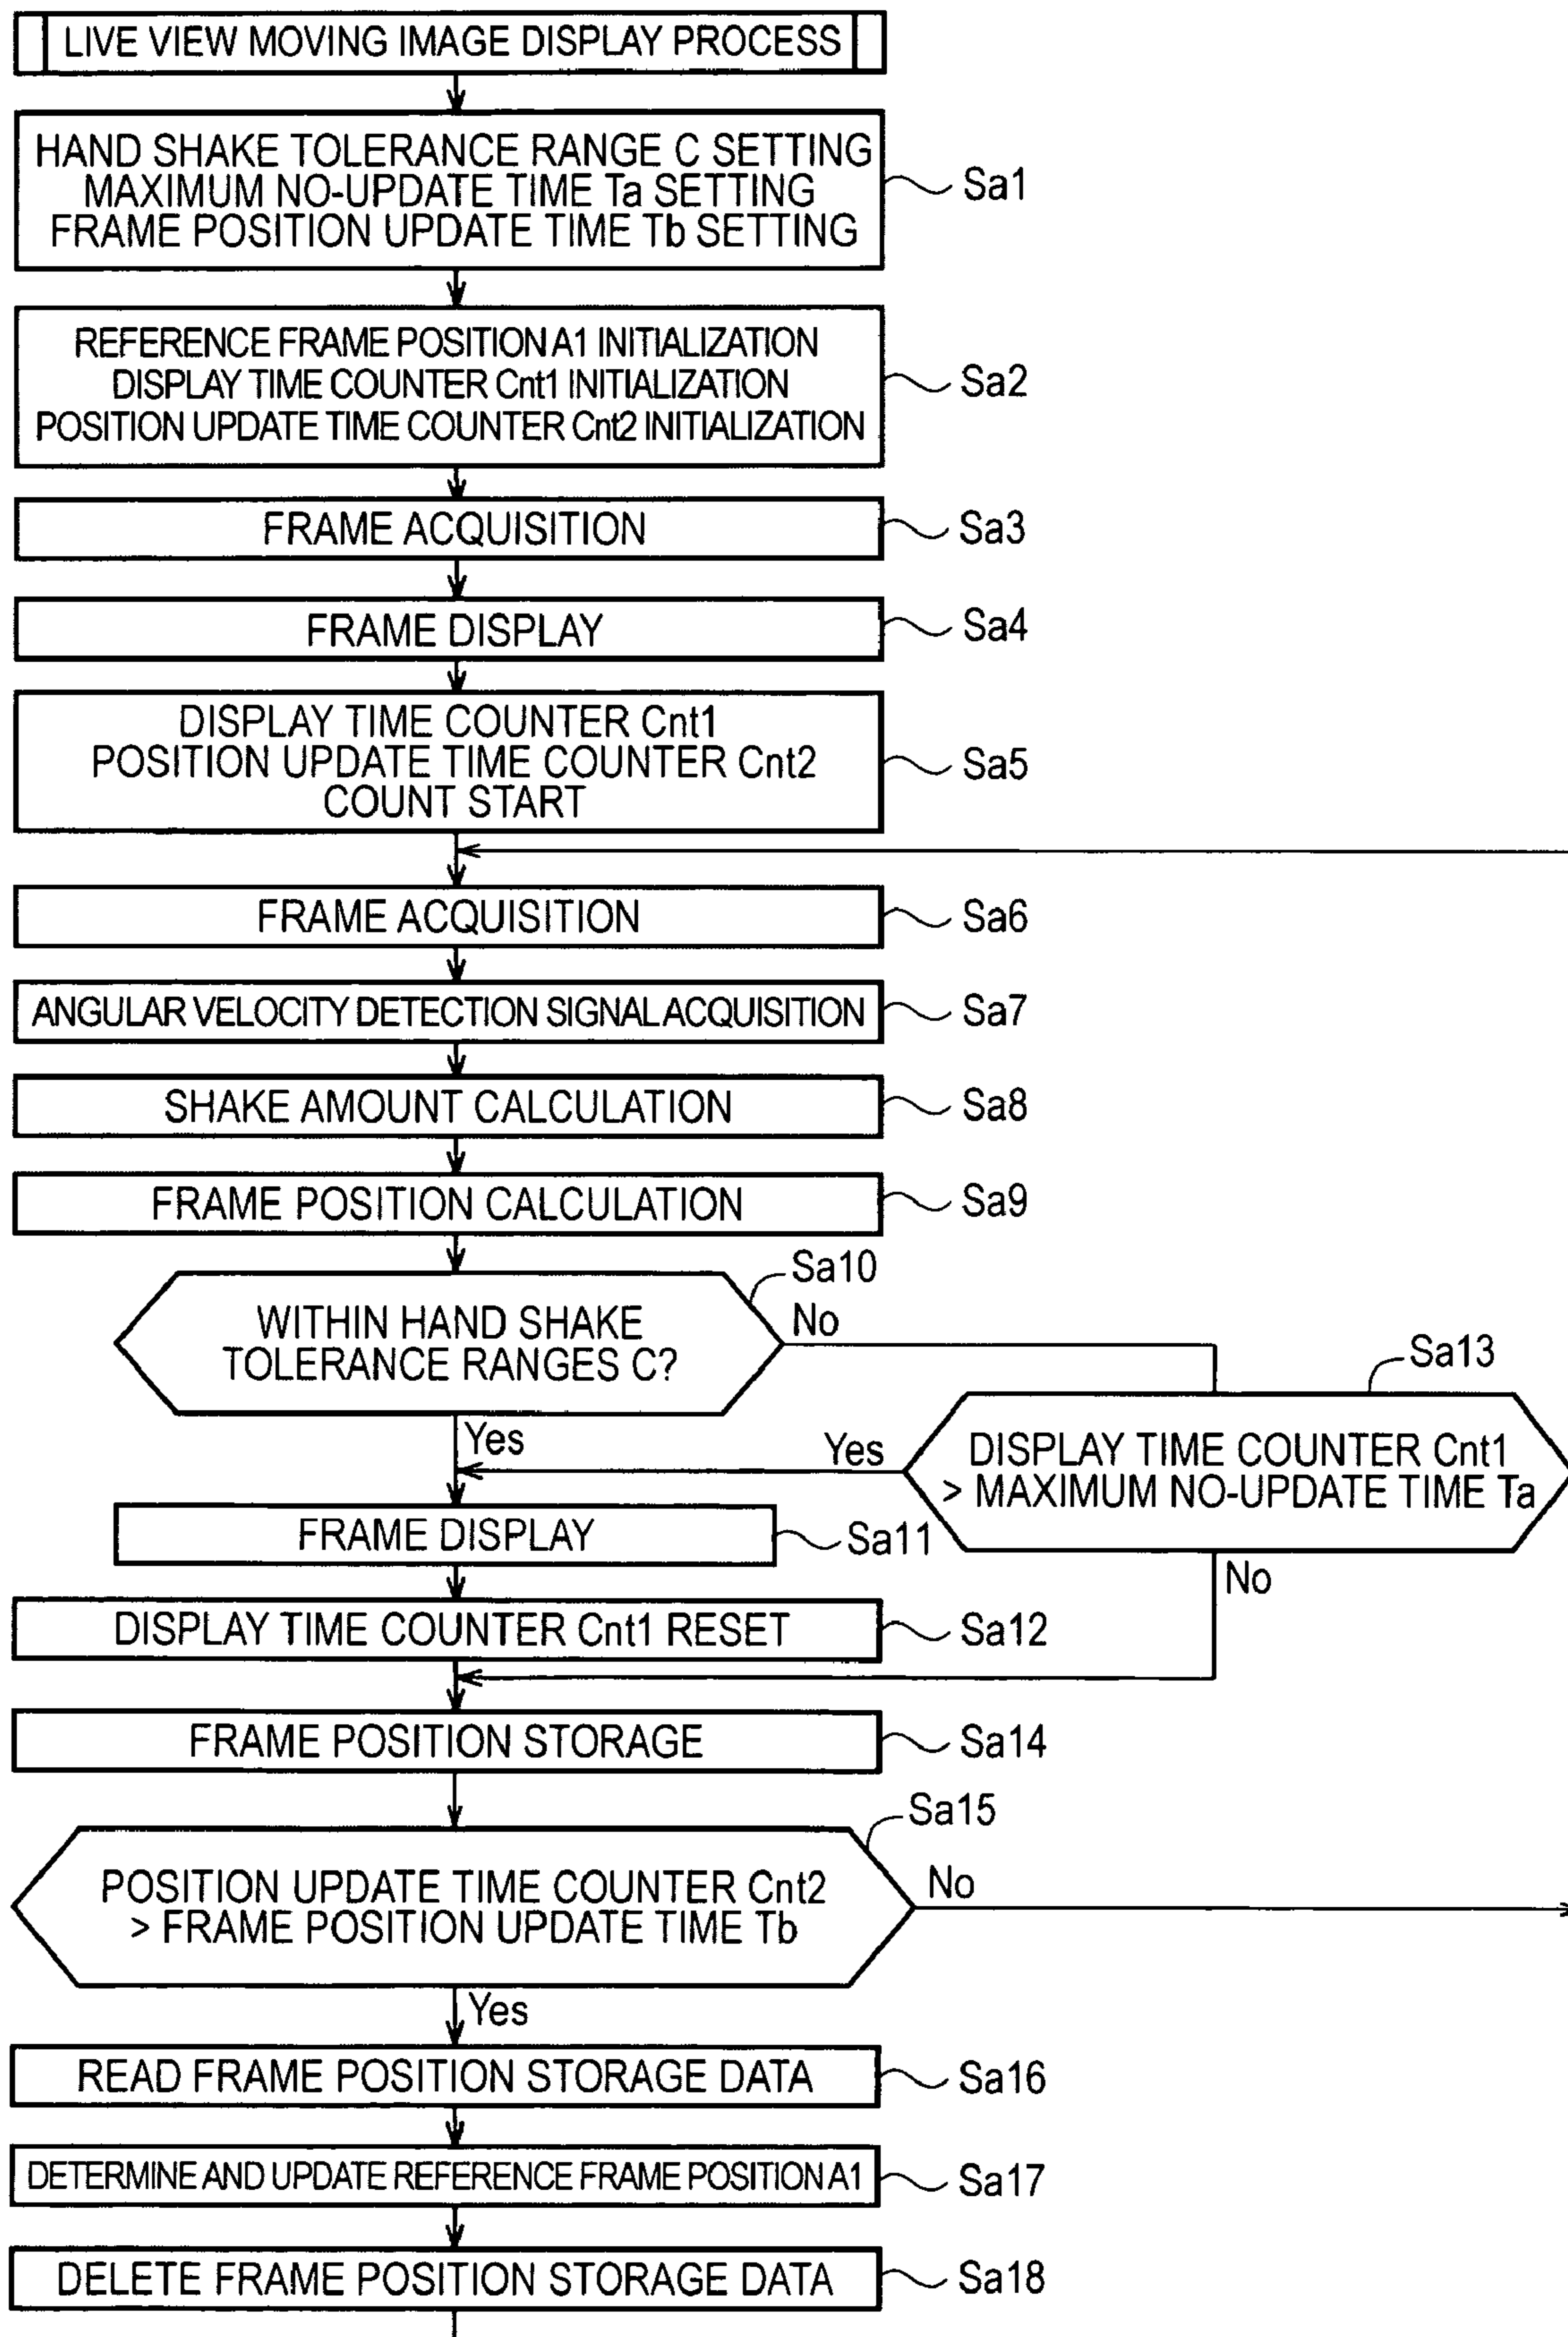 LIVE VIEW MOVING IMAGE DISPLAY PROCESS
HAND SHAKE TOLERANCE RANGE C SETTING
MAXIMUM NO-UPDATE TIME Ta SETTING
FRAME POSITION UPDATE TIME Tb SETTING
Sa1
REFERENCE FRAME POSITION A1 INITIALIZATION
DISPLAY TIME COUNTER Cnt1 INITIALIZATION
POSITION UPDATE TIME COUNTER Cnt2 INITIALIZATION
Sa2
FRAME ACQUISITION
Sa3
FRAME DISPLAY
Sa4
DISPLAY TIME COUNTER Cnt1
POSITION UPDATE TIME COUNTER Cnt2
COUNT START
Sa5
FRAME ACQUISITION
Sa6
ANGULAR VELOCITY DETECTION SIGNAL ACQUISITION
Sa7
SHAKE AMOUNT CALCULATION
Sa8
FRAME POSITION CALCULATION
Sa9
Sa10
WITHIN HAND SHAKE
TOLERANCE RANGES C?
No
Yes
Sa13
DISPLAY TIME COUNTER Cnt1
> MAXIMUM NO-UPDATE TIME Ta
Yes
No
FRAME DISPLAY
Sa11
DISPLAY TIME COUNTER Cnt1 RESET
Sa12
FRAME POSITION STORAGE
Sa14
Sa15
POSITION UPDATE TIME COUNTER Cnt2
> FRAME POSITION UPDATE TIME Tb
No
Yes
READ FRAME POSITION STORAGE DATA
Sa16
DETERMINE AND UPDATE REFERENCE FRAME POSITION A1
Sa17
DELETE FRAME POSITION STORAGE DATA
Sa18